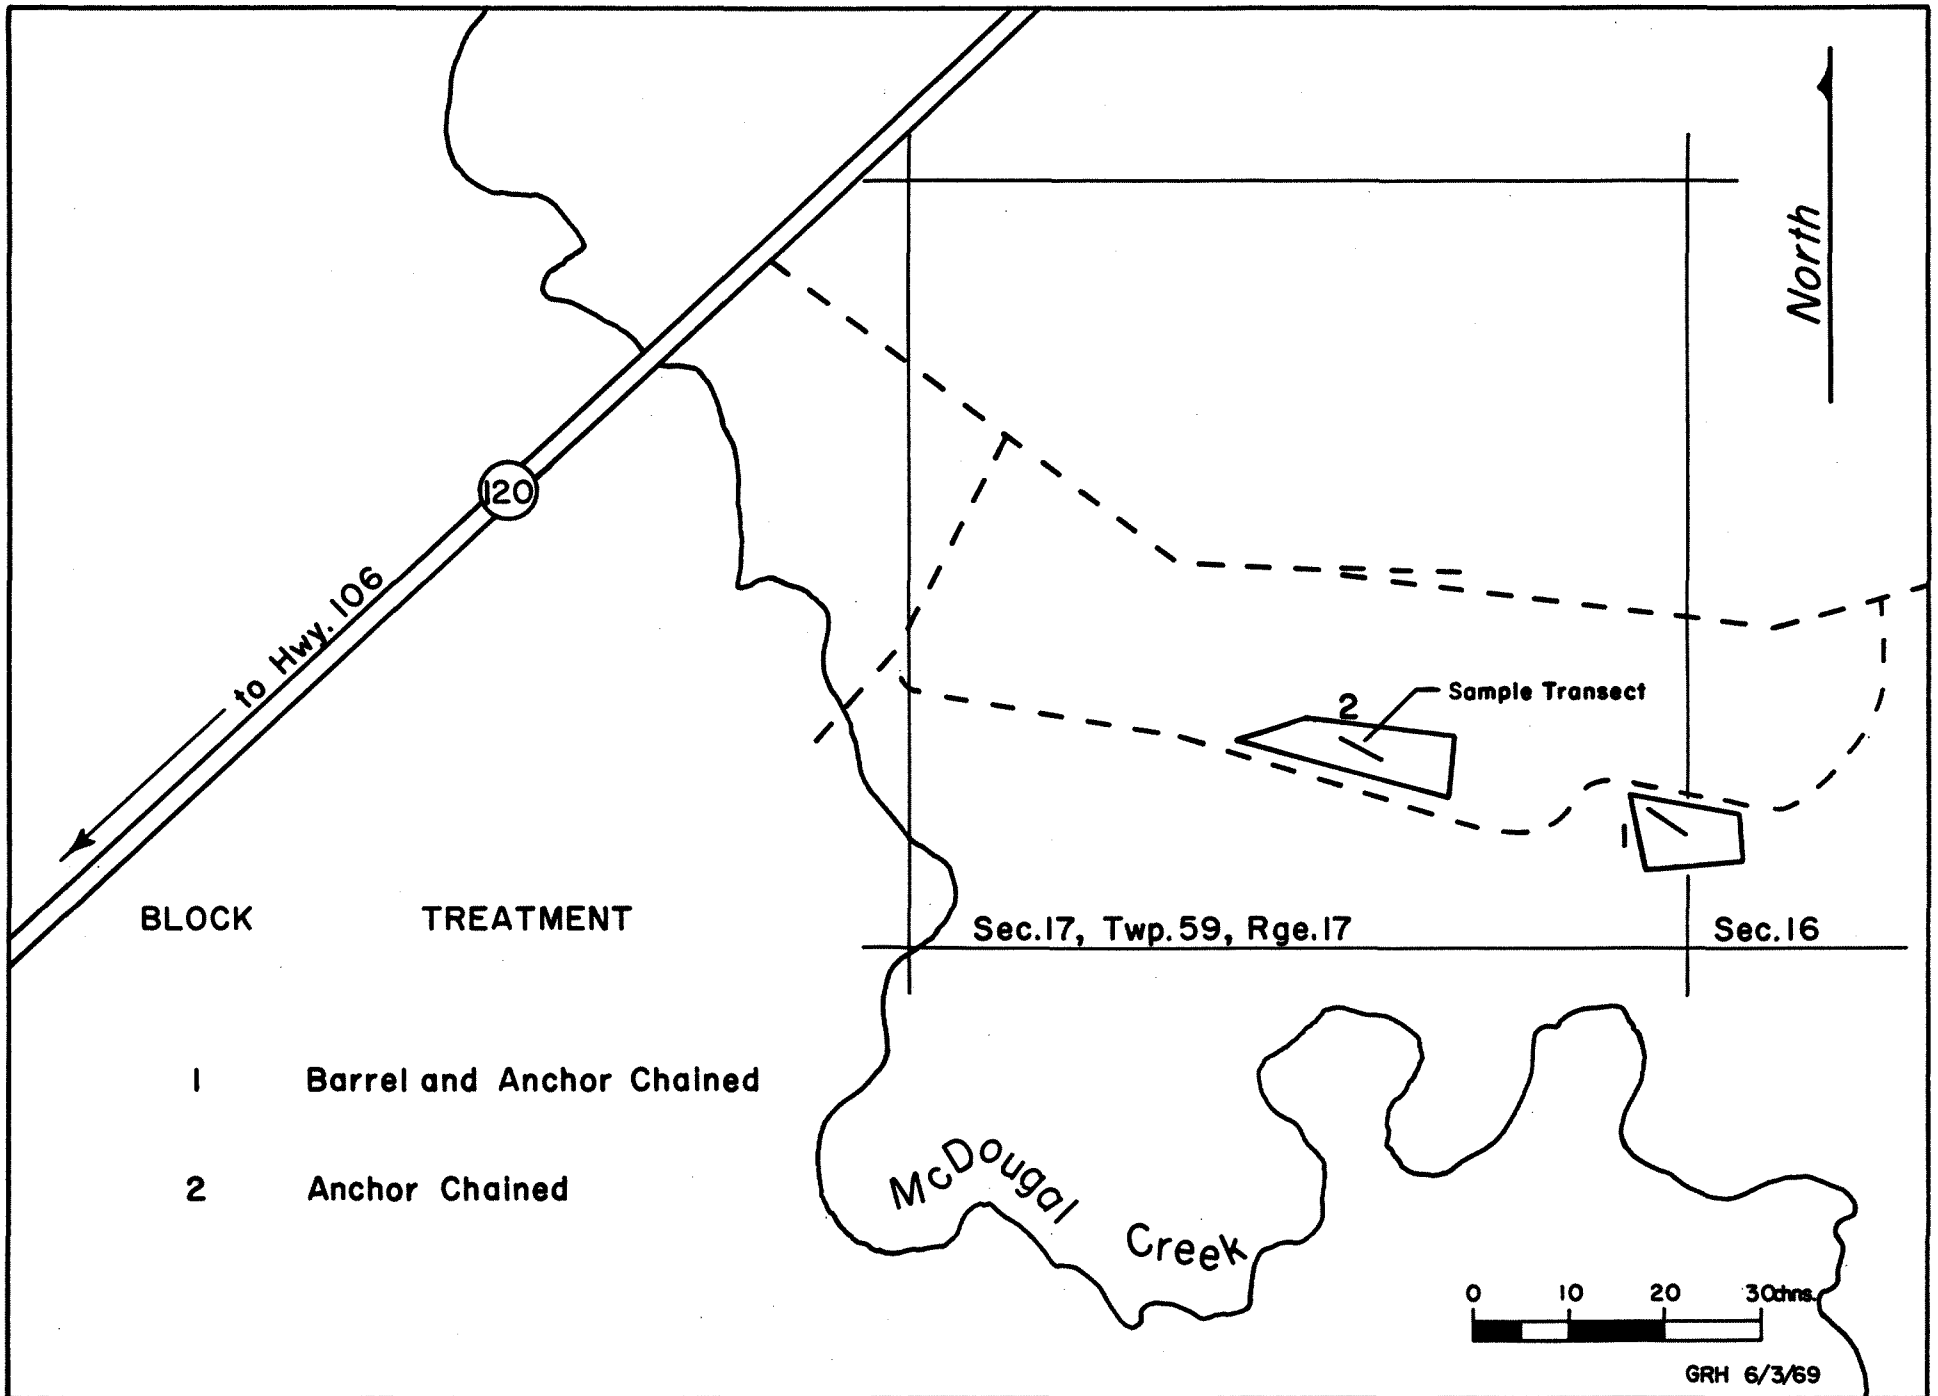 North
120
to Hwy. 106
2
Sample Transect
1
BLOCK TREATMENT
Sec.17, Twp. 59, Rge.17
Sec.16
1 Barrel and Anchor Chained
2 Anchor Chained
McDougal Creek
0 10 20 30chns.
GRH 6/3/69